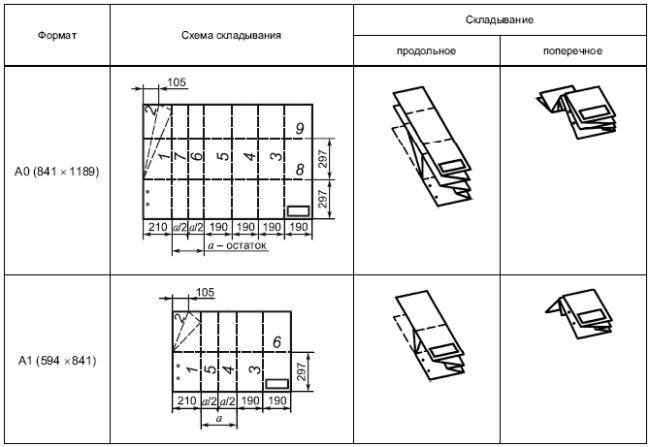 Формат
Схема складывания
Складывание
продольное
поперечное
А0 (841 × 1189)
105
2
1
7
6
5
4
3
9
8
297
297
210
a/2
a/2
190
190
190
190
a – остаток
А1 (594 ×841)
105
2
1
5
4
3
6
297
210
a/2
a/2
190
190
a